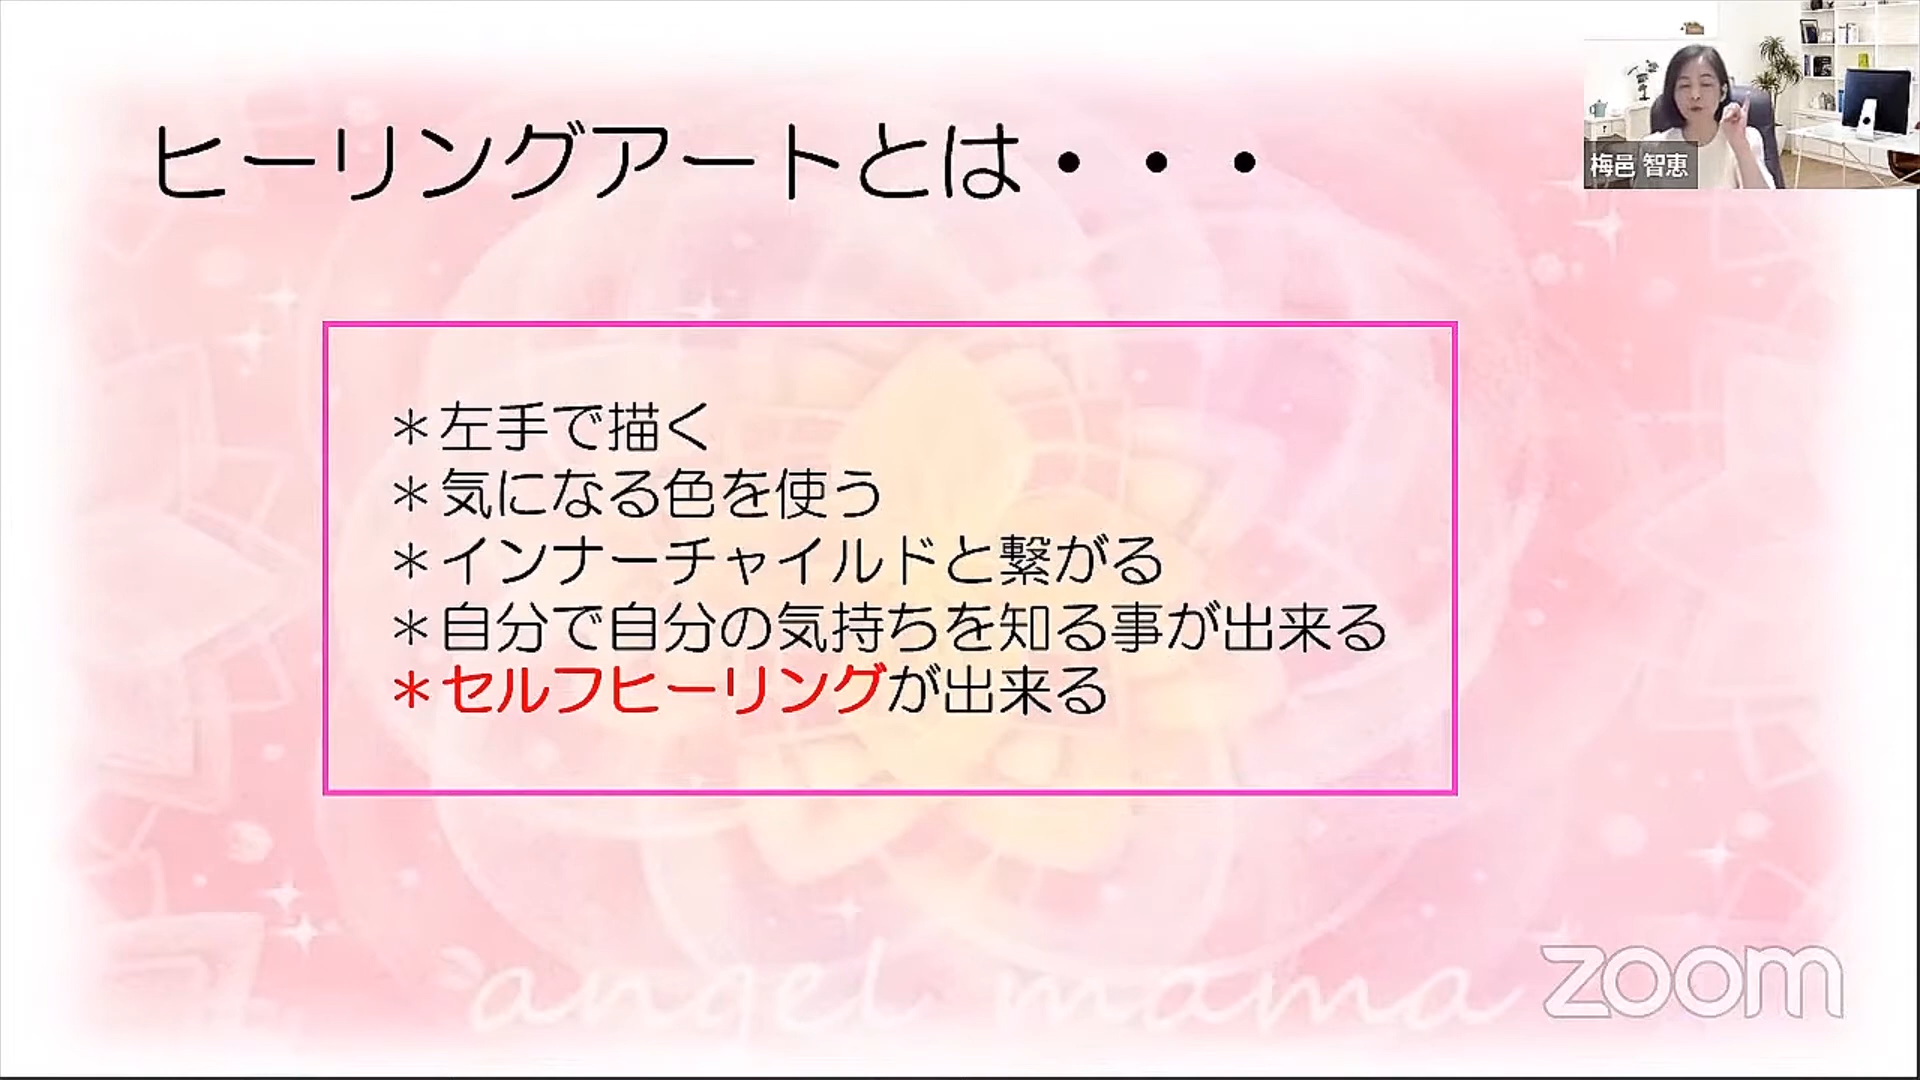 ヒーリングアートとは・・・
梅邑 智恵
＊左手で描く
＊気になる色を使う
＊インナーチャイルドと繋がる
＊自分で自分の気持ちを知る事が出来る
＊セルフヒーリングが出来る
angel mama
zoom